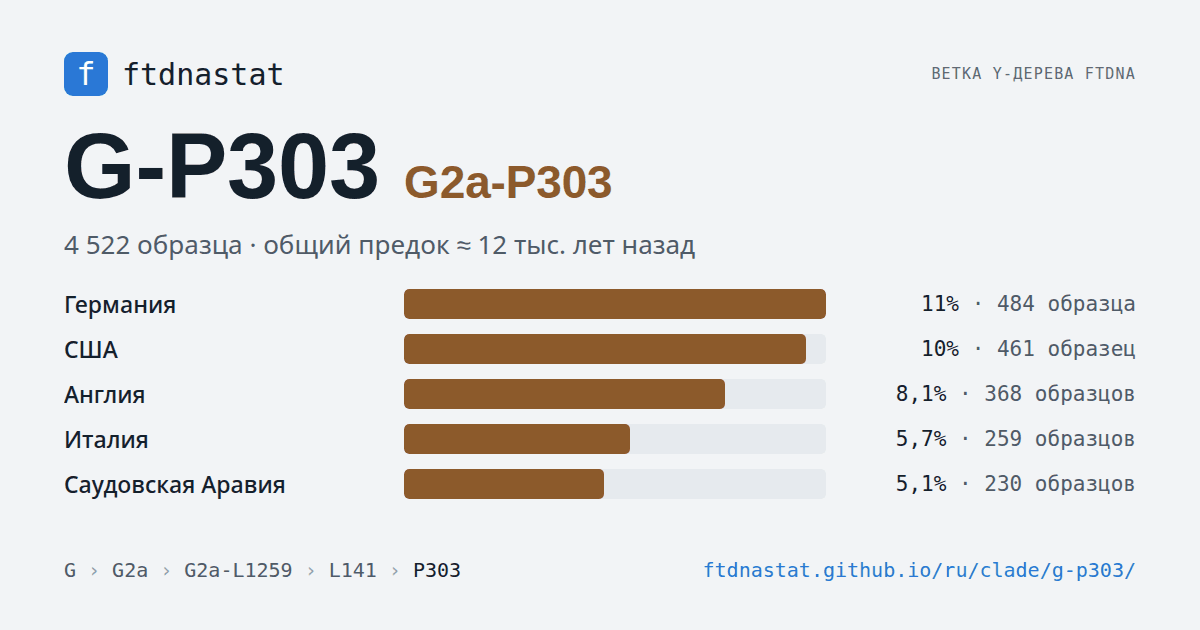 f ftdnastat
ВЕТКА Y-ДЕРЕВА FTDNA
G-P303 G2a-P303
4 522 образца · общий предок ≈ 12 тыс. лет назад
Германия 11% · 484 образца
США 10% · 461 образец
Англия 8,1% · 368 образцов
Италия 5,7% · 259 образцов
Саудовская Аравия 5,1% · 230 образцов
G › G2a › G2a-L1259 › L141 › P303
ftdnastat.github.io/ru/clade/g-p303/